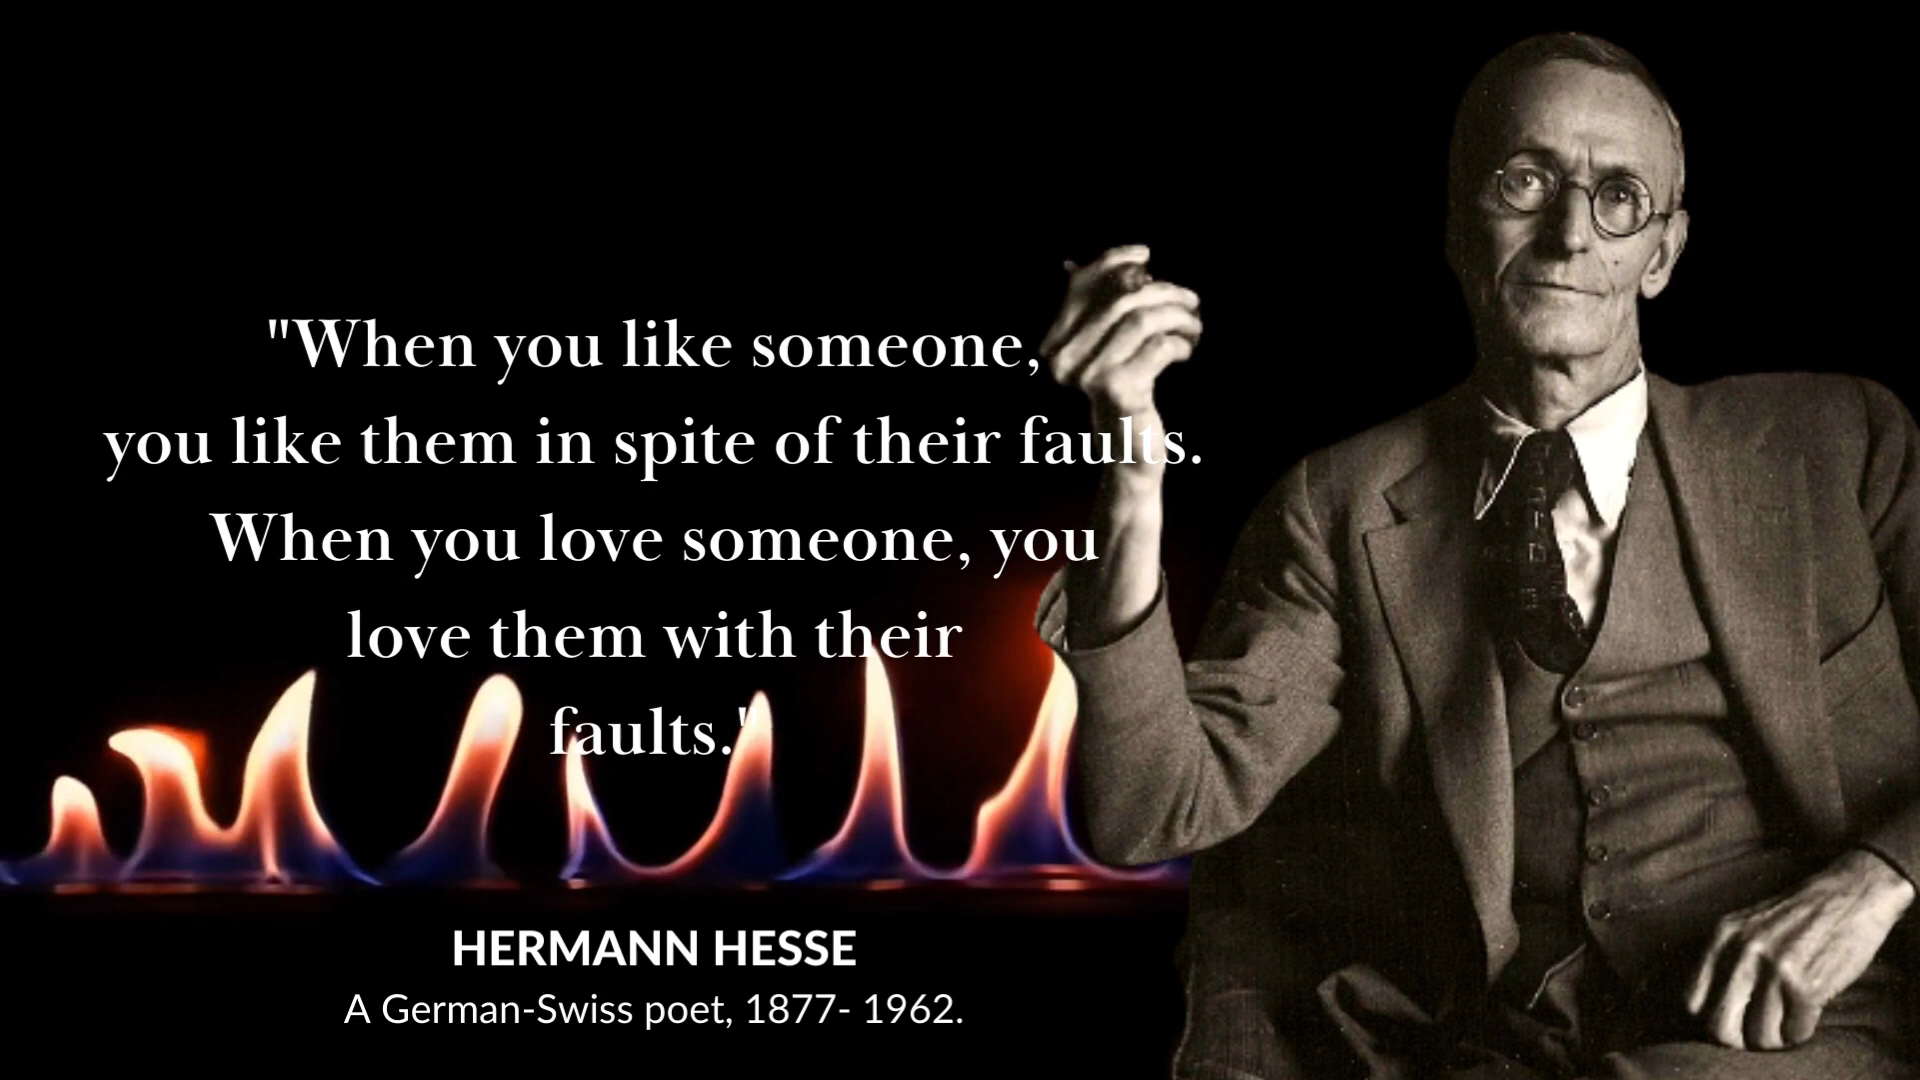 "When you like someone,
you like them in spite of their faults.
When you love someone, you
love them with their
faults."
HERMANN HESSE
A German-Swiss poet, 1877- 1962.